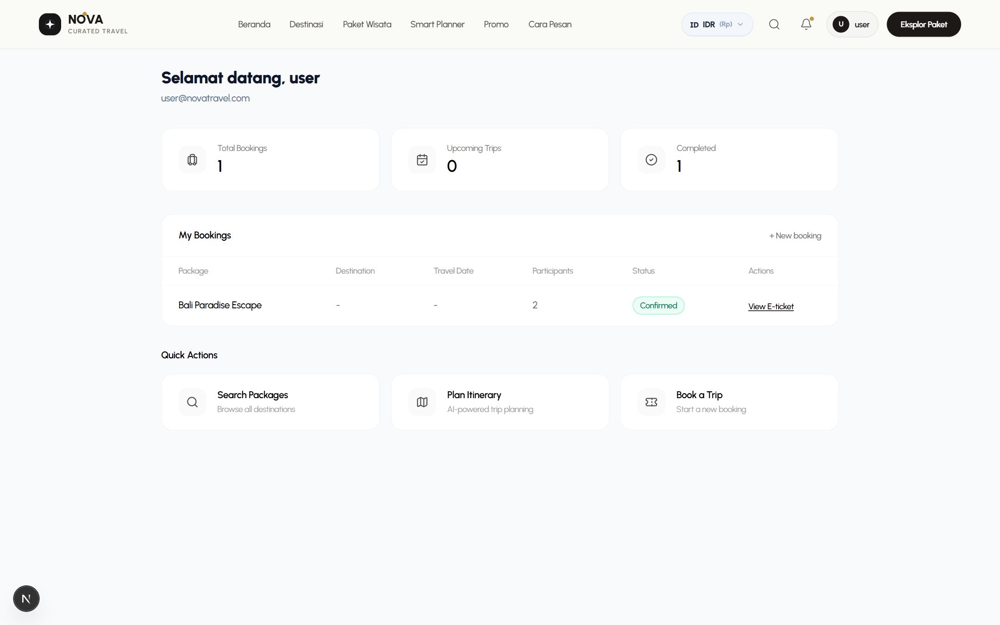 NOVA
CURATED TRAVEL
Beranda
Destinasi
Paket Wisata
Smart Planner
Promo
Cara Pesan
ID IDR (Rp)
U
user
Eksplor Paket
Selamat datang, user
user@novatravel.com
Total Bookings
1
Upcoming Trips
0
Completed
1
My Bookings
+ New booking
Package
Destination
Travel Date
Participants
Status
Actions
Bali Paradise Escape
-
-
2
Confirmed
View E-ticket
Quick Actions
Search Packages
Browse all destinations
Plan Itinerary
AI-powered trip planning
Book a Trip
Start a new booking
N